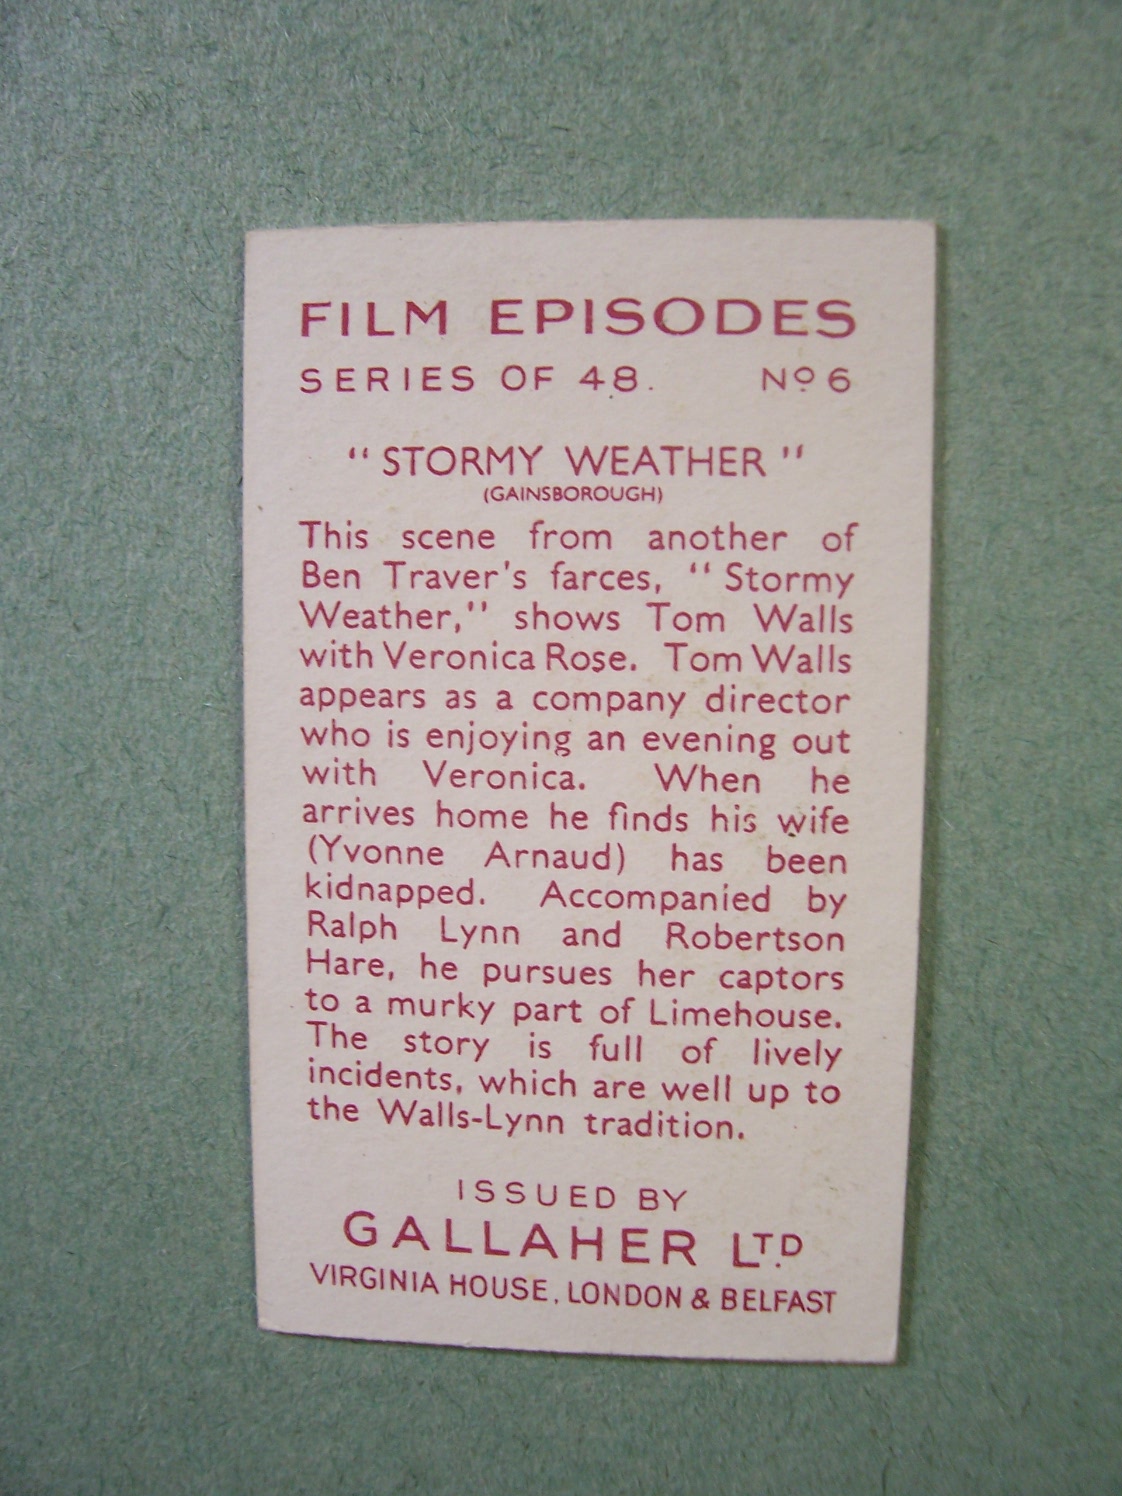 FILM EPISODES
SERIES OF 48. Nº 6
"STORMY WEATHER"
(GAINSBOROUGH)
This scene from another of
Ben Traver's farces, "Stormy
Weather," shows Tom Walls
with Veronica Rose. Tom Walls
appears as a company director
who is enjoying an evening out
with Veronica. When he
arrives home he finds his wife
(Yvonne Arnaud) has been
kidnapped. Accompanied by
Ralph Lynn and Robertson
Hare, he pursues her captors
to a murky part of Limehouse.
The story is full of lively
incidents, which are well up to
the Walls-Lynn tradition.
ISSUED BY
GALLAHER LTD
VIRGINIA HOUSE, LONDON & BELFAST